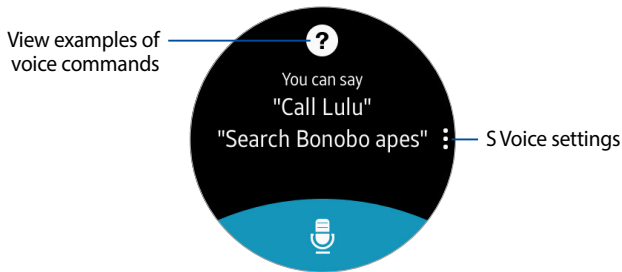 View examples of
voice commands
?
You can say
"Call Lulu"
"Search Bonobo apes"
S Voice settings